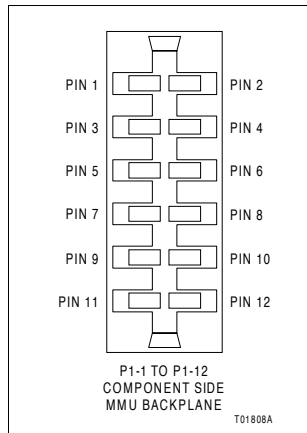 PIN 1 PIN 2
PIN 3 PIN 4
PIN 5 PIN 6
PIN 7 PIN 8
PIN 9 PIN 10
PIN 11 PIN 12
P1-1 TO P1-12
COMPONENT SIDE
MMU BACKPLANE
T01808A